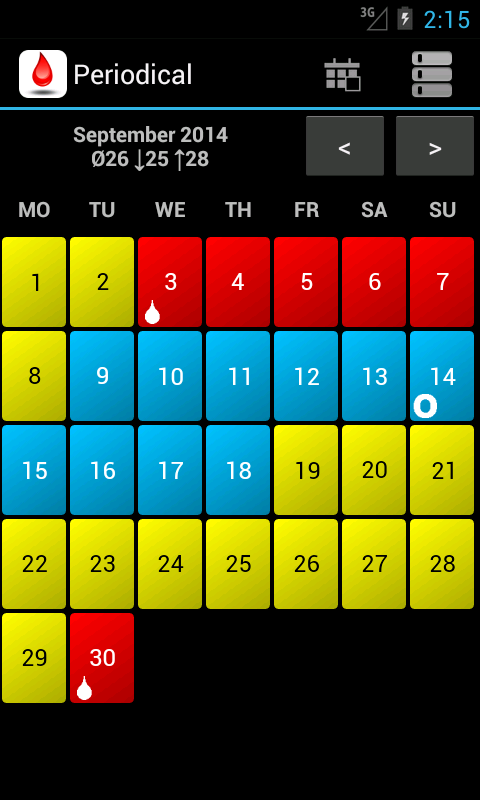 3G 2:15
Periodical
September 2014
Ø26 ↓25 ↑28
< >
MO TU WE TH FR SA SU
1 2 3 4 5 6 7
8 9 10 11 12 13 14
15 16 17 18 19 20 21
22 23 24 25 26 27 28
29 30